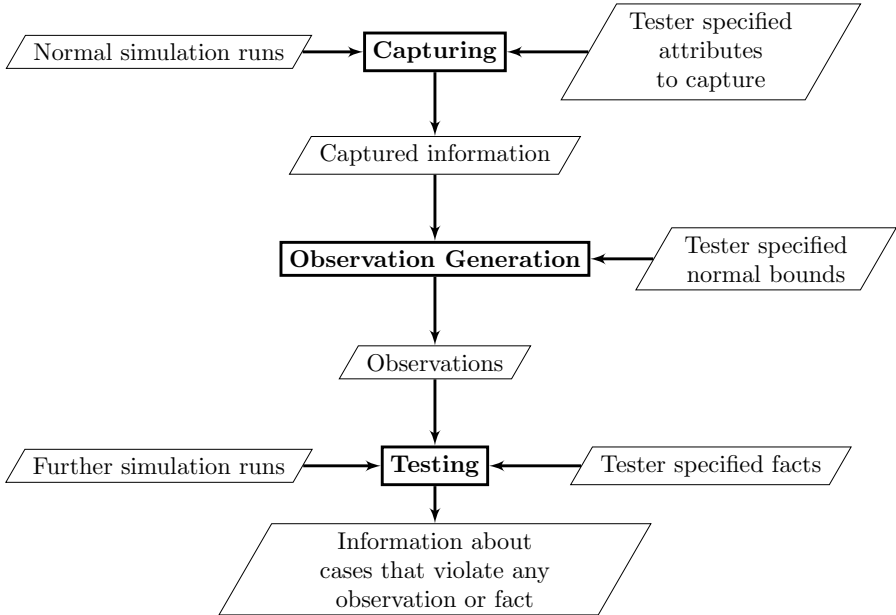 Normal simulation runs
Capturing
Tester specified
attributes
to capture
Captured information
Observation Generation
Tester specified
normal bounds
Observations
Further simulation runs
Testing
Tester specified facts
Information about
cases that violate any
observation or fact